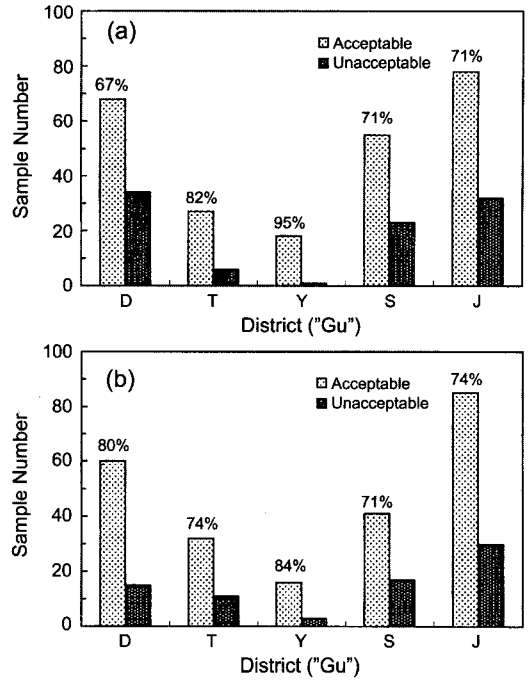 (a)
Acceptable
Unacceptable
Sample Number
100
80
60
40
20
0
67%
82%
95%
71%
71%
D T Y S J
District ("Gu")
(b)
Acceptable
Unacceptable
Sample Number
100
80
60
40
20
0
80%
74%
84%
71%
74%
D T Y S J
District ("Gu")